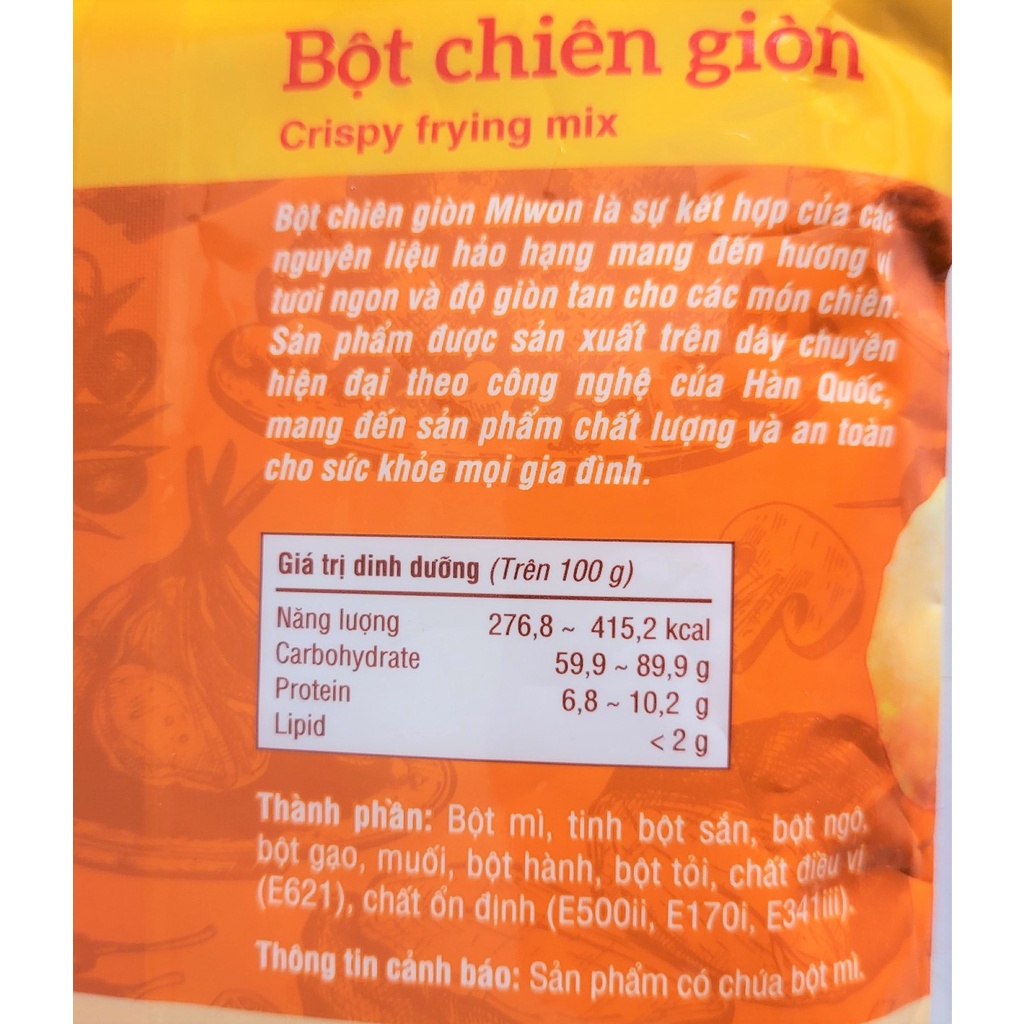 Bột chiên giòn
Crispy frying mix
Bột chiên giòn Miwon là sự kết hợp của các
nguyên liệu hảo hạng mang đến hương vị
tươi ngon và độ giòn tan cho các món chiên.
Sản phẩm được sản xuất trên dây chuyền
hiện đại theo công nghệ của Hàn Quốc,
mang đến sản phẩm chất lượng và an toàn
cho sức khỏe mọi gia đình.
Giá trị dinh dưỡng (Trên 100 g)
Năng lượng 276,8 ~ 415,2 kcal
Carbohydrate 59,9 ~ 89,9 g
Protein 6,8 ~ 10,2 g
Lipid < 2 g
Thành phần: Bột mì, tinh bột sắn, bột ngô,
bột gạo, muối, bột hành, bột tỏi, chất điều vị
(E621), chất ổn định (E500ii, E170i, E341iii).
Thông tin cảnh báo: Sản phẩm có chứa bột mì.